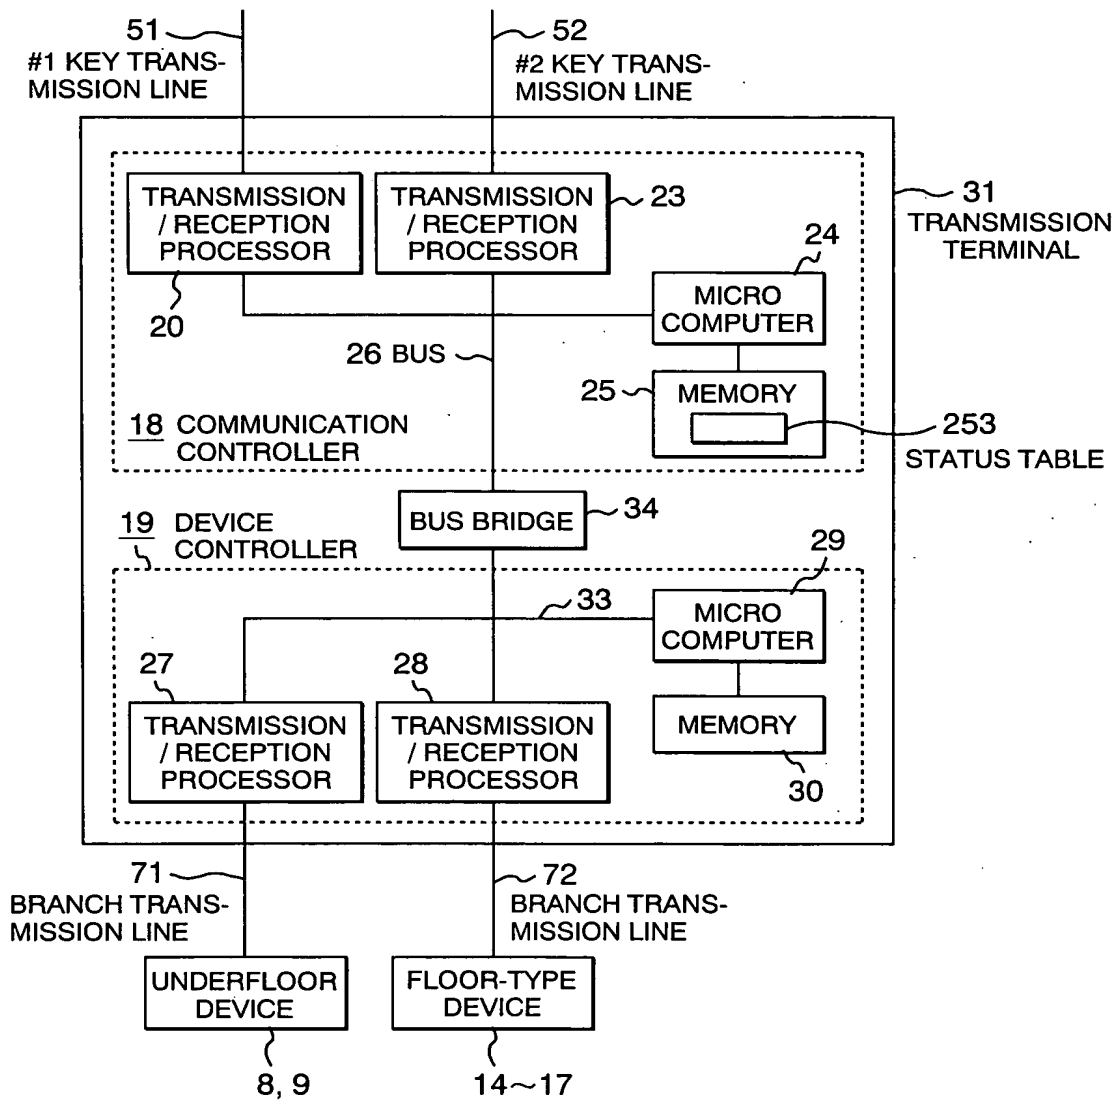 51
#1 KEY TRANS-
MISSION LINE
52
#2 KEY TRANS-
MISSION LINE
TRANSMISSION
/ RECEPTION
PROCESSOR
20
TRANSMISSION
/ RECEPTION
PROCESSOR
23
31
TRANSMISSION
TERMINAL
24
MICRO
COMPUTER
26 BUS
25
MEMORY
253
STATUS TABLE
18 COMMUNICATION
CONTROLLER
BUS BRIDGE
34
19 DEVICE
CONTROLLER
29
MICRO
COMPUTER
33
27
TRANSMISSION
/ RECEPTION
PROCESSOR
28
TRANSMISSION
/ RECEPTION
PROCESSOR
MEMORY
30
71
BRANCH TRANS-
MISSION LINE
72
BRANCH TRANS-
MISSION LINE
UNDERFLOOR
DEVICE
8, 9
FLOOR-TYPE
DEVICE
14~17